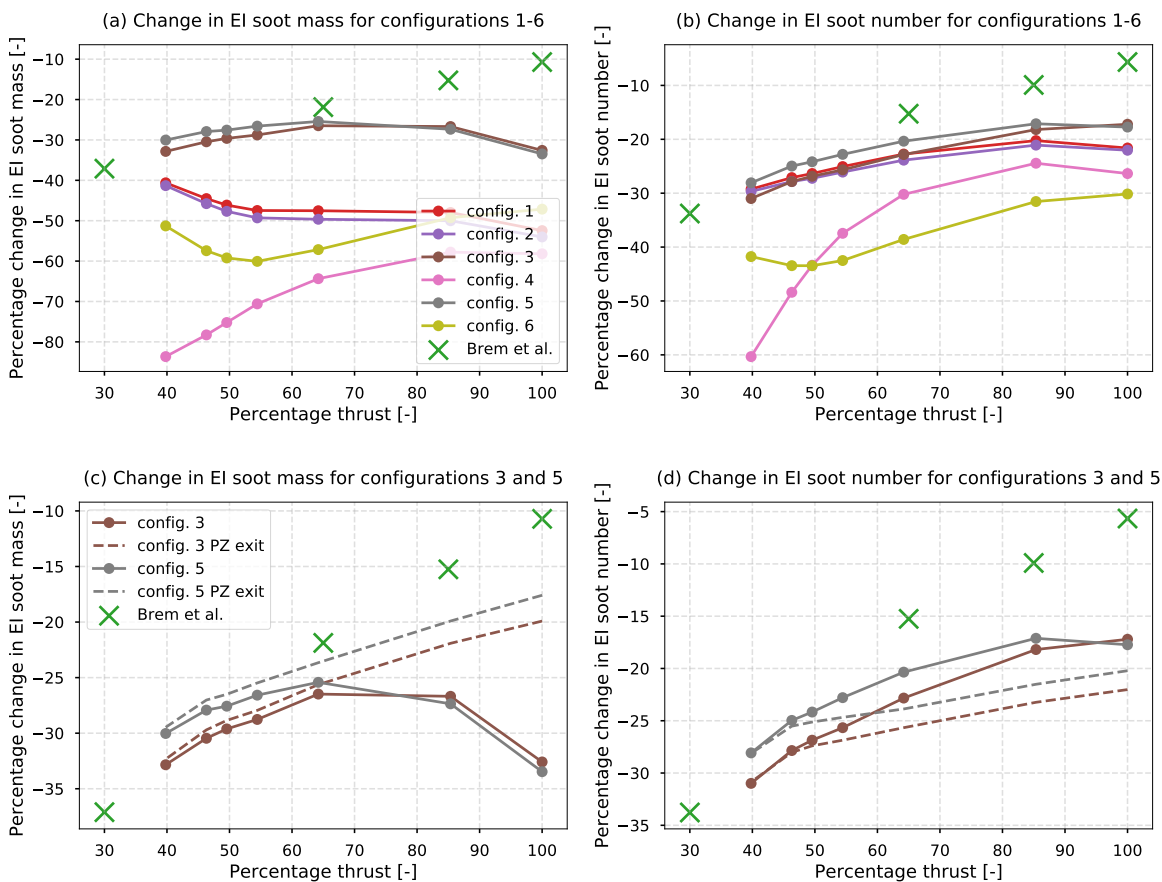 (a) Change in EI soot mass for configurations 1-6
Percentage change in EI soot mass [-]
−10
−20
−30
−40
−50
−60
−70
−80
config. 1
config. 2
config. 3
config. 4
config. 5
config. 6
Brem et al.
30 40 50 60 70 80 90 100
Percentage thrust [-]
(b) Change in EI soot number for configurations 1-6
Percentage change in EI soot number [-]
−10
−20
−30
−40
−50
−60
30 40 50 60 70 80 90 100
Percentage thrust [-]
(c) Change in EI soot mass for configurations 3 and 5
Percentage change in EI soot mass [-]
−10
−15
−20
−25
−30
−35
config. 3
config. 3 PZ exit
config. 5
config. 5 PZ exit
Brem et al.
30 40 50 60 70 80 90 100
Percentage thrust [-]
(d) Change in EI soot number for configurations 3 and 5
Percentage change in EI soot number [-]
−5
−10
−15
−20
−25
−30
−35
30 40 50 60 70 80 90 100
Percentage thrust [-]